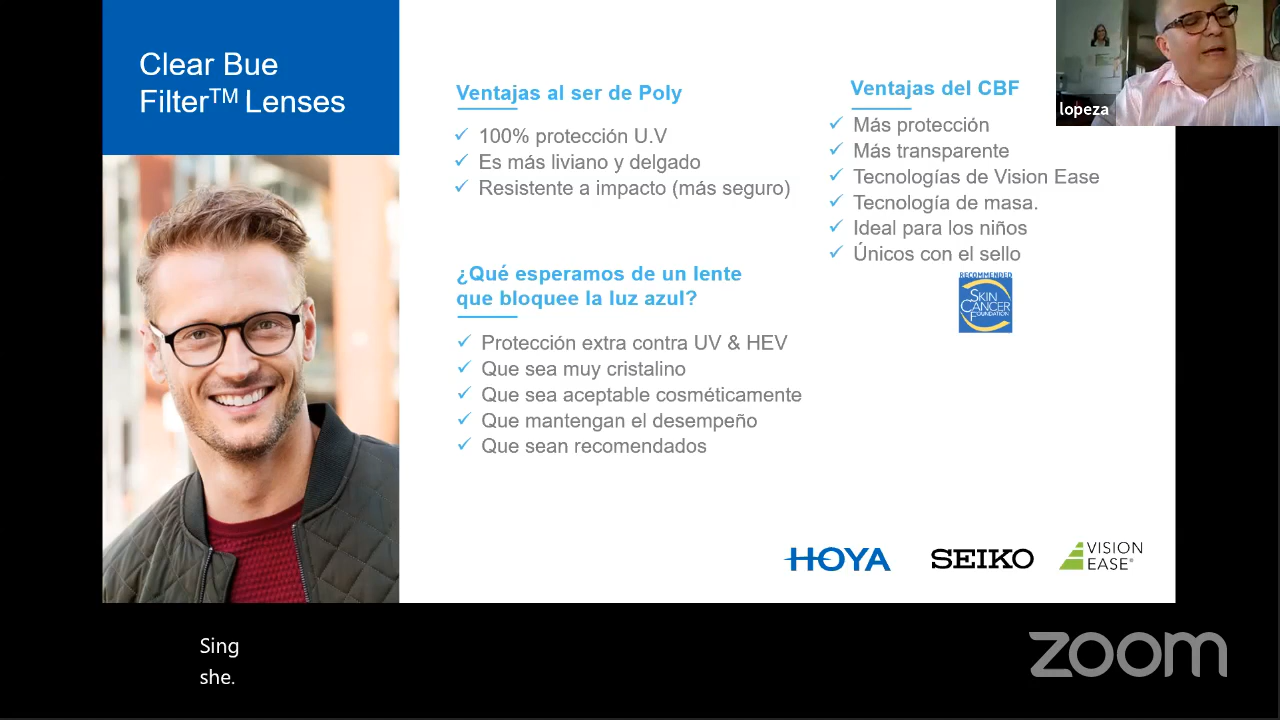 Clear Bue
Filter™ Lenses
Ventajas al ser de Poly
100% protección U.V
Es más liviano y delgado
Resistente a impacto (más seguro)
¿Qué esperamos de un lente
que bloquee la luz azul?
Protección extra contra UV & HEV
Que sea muy cristalino
Que sea aceptable cosméticamente
Que mantengan el desempeño
Que sean recomendados
Ventajas del CBF
Más protección
Más transparente
Tecnologías de Vision Ease
Tecnología de masa.
Ideal para los niños
Únicos con el sello
RECOMMENDED
SKIN
CANCER
FOUNDATION
lopeza
HOYA
SEIKO
VISION
EASE®
Sing
she.
zoom